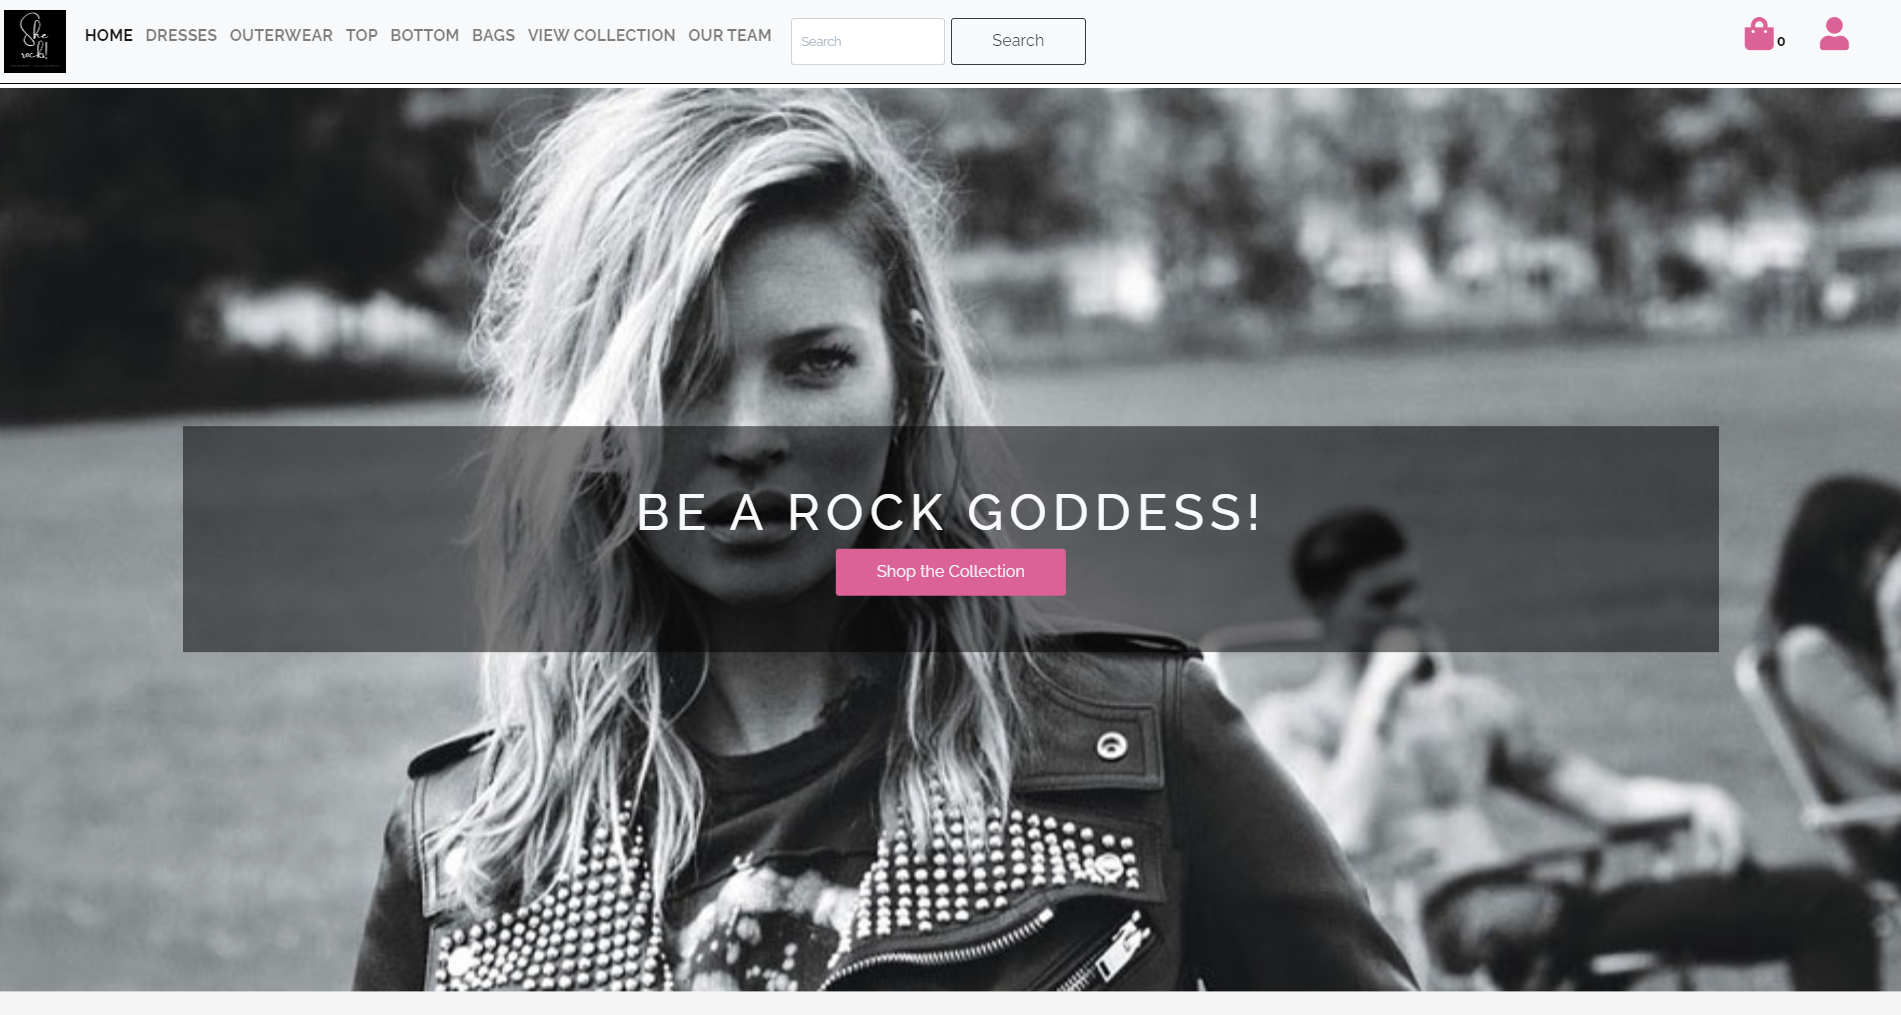 She
rocks!
HOME DRESSES OUTERWEAR TOP BOTTOM BAGS VIEW COLLECTION OUR TEAM Search Search 0
BE A ROCK GODDESS!
Shop the Collection